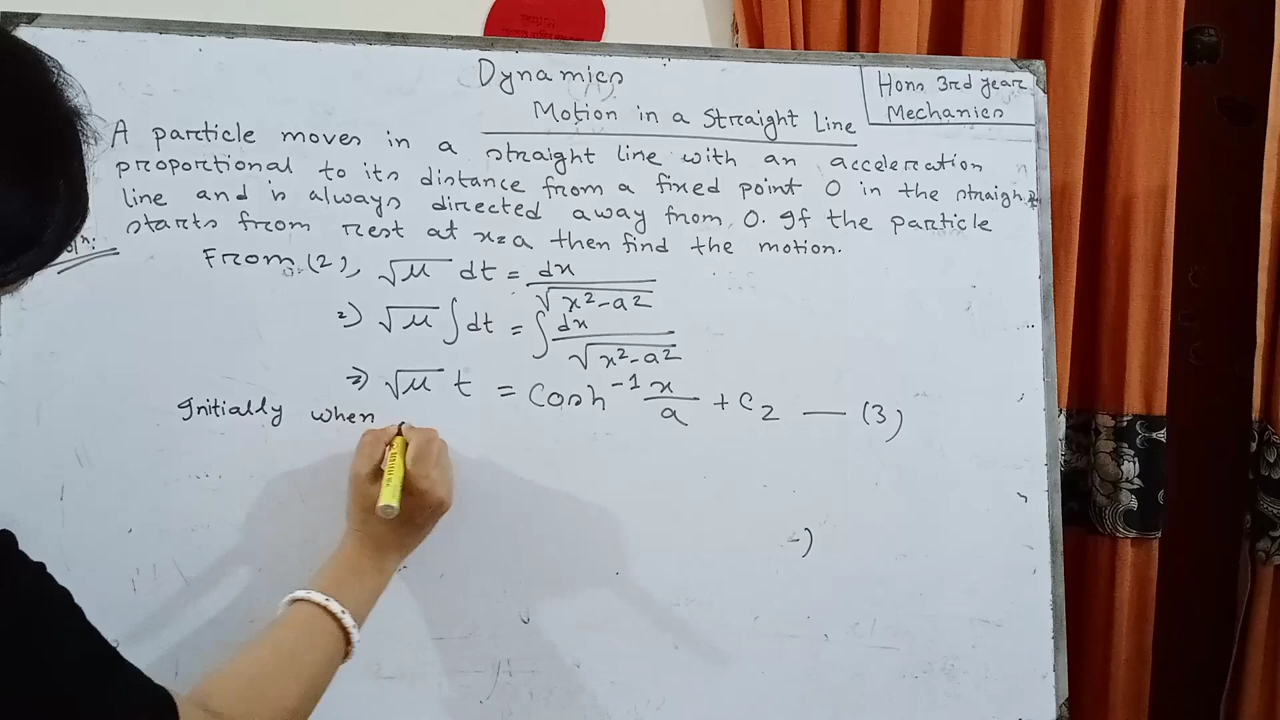 Dynamics
Motion in a Straight Line
Hons 3rd year
Mechanics
A particle moves in a straight line with an acceleration
proportional to its distance from a fixed point O in the straight
line and is always directed away from O. If the particle
starts from rest at x=a then find the motion.
From (2), √μ dt = dx/√(x²-a²)
⇒ √μ ∫dt = ∫dx/√(x²-a²)
⇒ √μ t = Cosh⁻¹ x/a + C₂ — (3)
Initially when